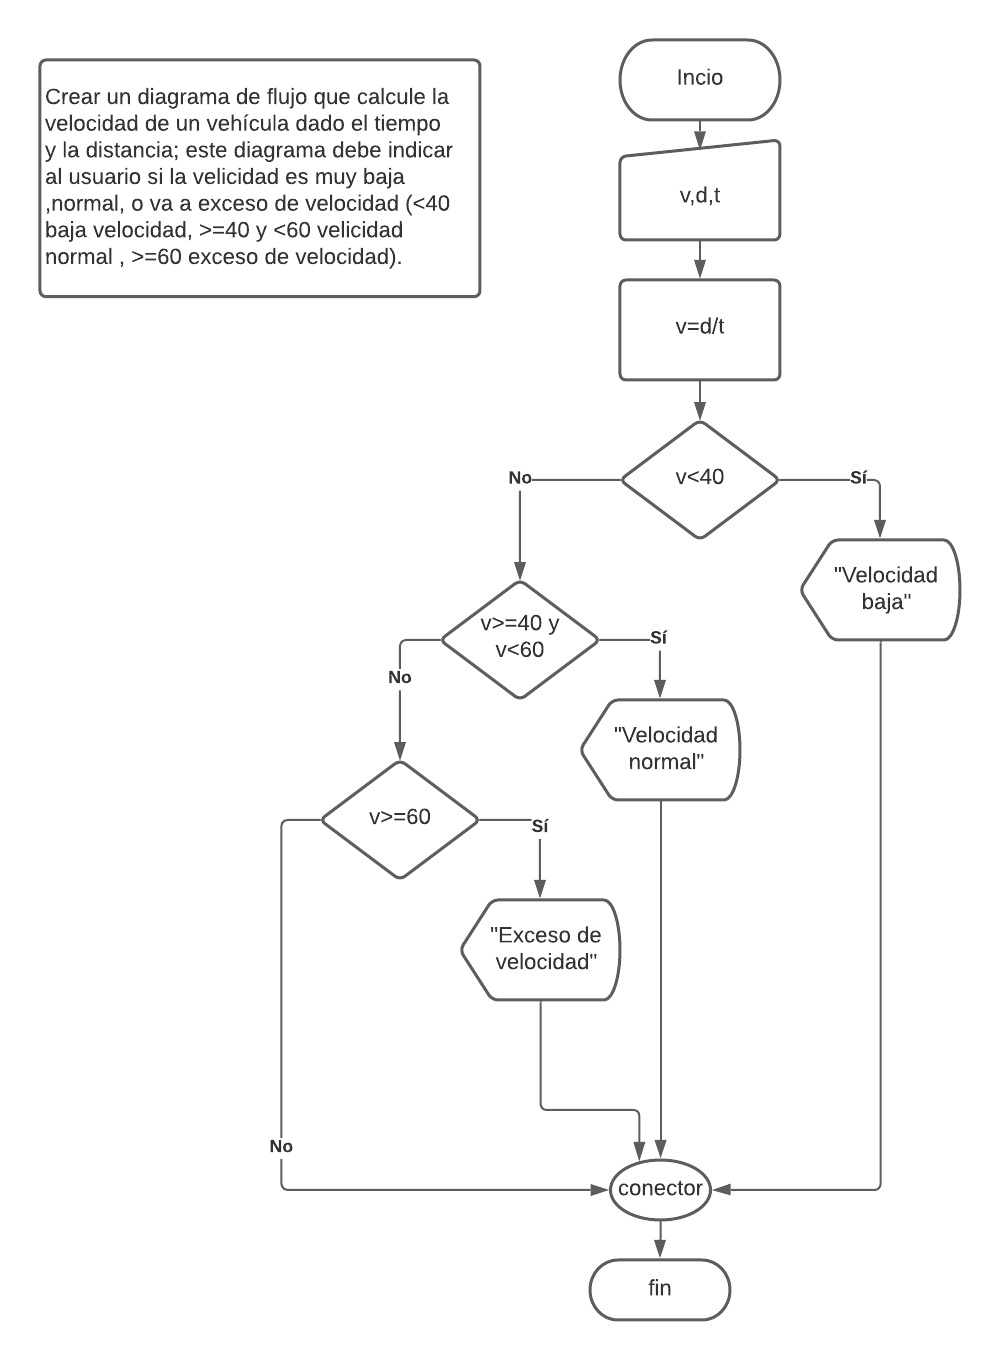 Crear un diagrama de flujo que calcule la
velocidad de un vehícula dado el tiempo
y la distancia; este diagrama debe indicar
al usuario si la velicidad es muy baja
,normal, o va a exceso de velocidad (<40
baja velocidad, >=40 y <60 velicidad
normal , >=60 exceso de velocidad).
Incio
v,d,t
v=d/t
v<40
No
Sí
"Velocidad
baja"
v>=40 y
v<60
No
Sí
"Velocidad
normal"
v>=60
Sí
"Exceso de
velocidad"
No
conector
fin